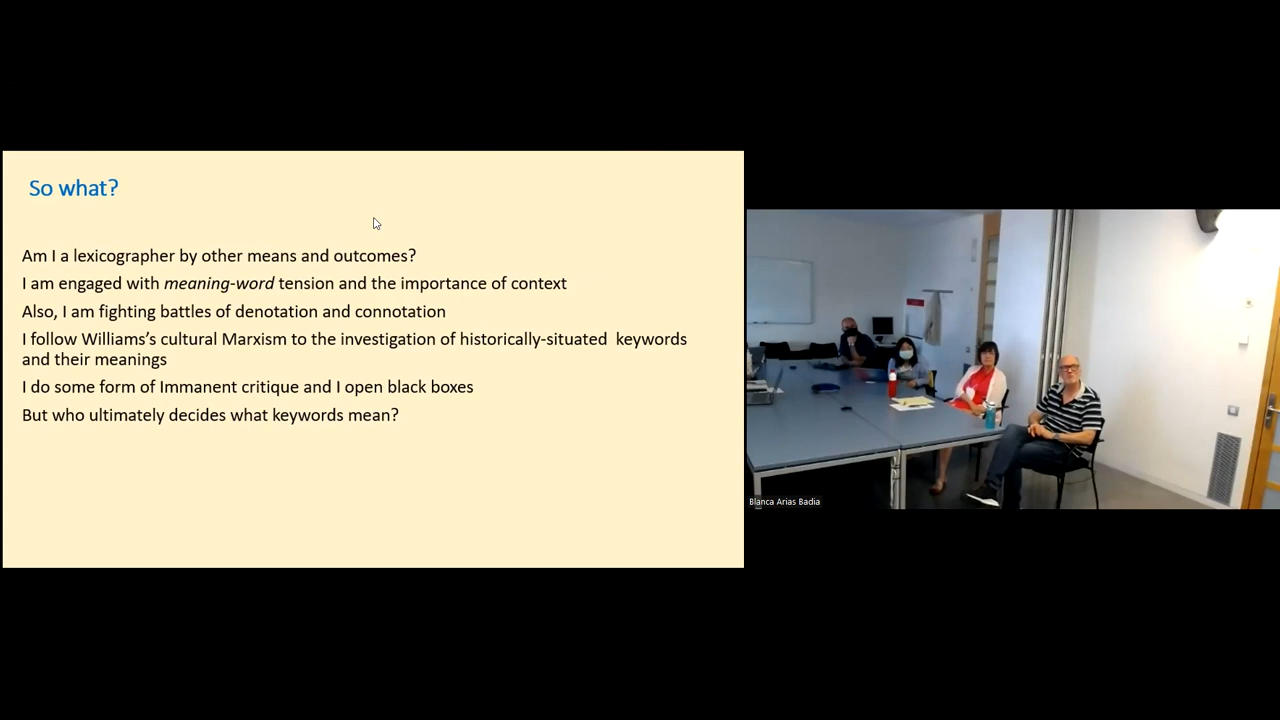 So what?
Am I a lexicographer by other means and outcomes?
I am engaged with meaning-word tension and the importance of context
Also, I am fighting battles of denotation and connotation
I follow Williams’s cultural Marxism to the investigation of historically-situated  keywords
and their meanings
I do some form of Immanent critique and I open black boxes
But who ultimately decides what keywords mean?
Blanca Arias Badia